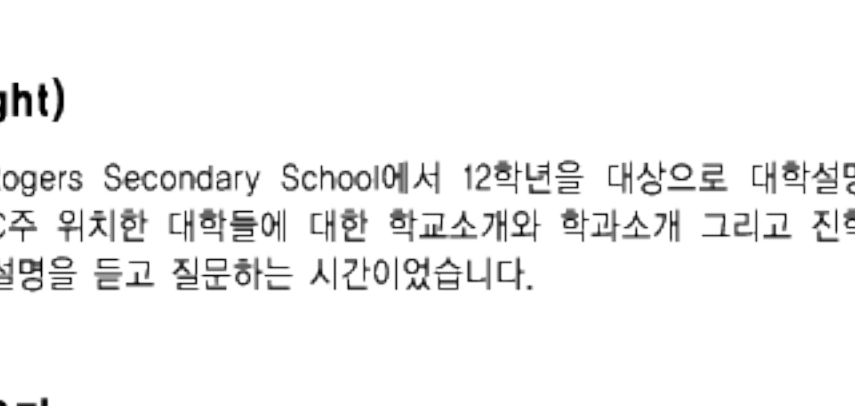 ght)
ogers Secondary School에서 12학년을 대상으로 대학설명
주 위치한 대학들에 대한 학교소개와 학과소개 그리고 진학
설명을 듣고 질문하는 시간이었습니다.